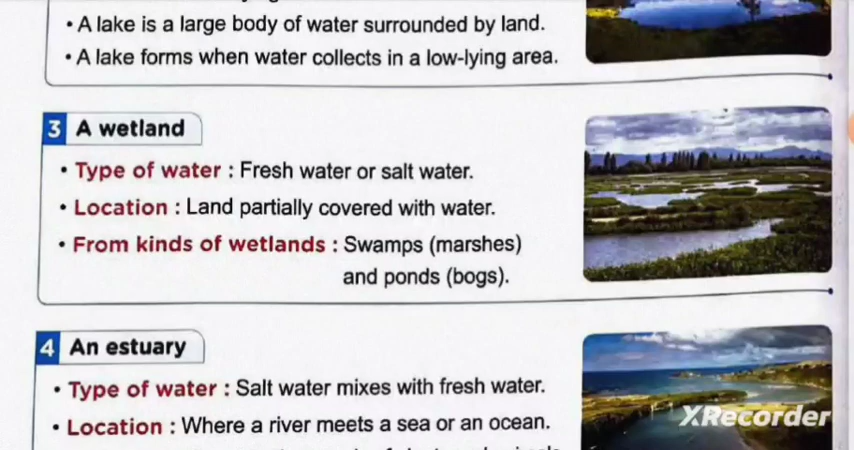 • A lake is a large body of water surrounded by land.
• A lake forms when water collects in a low-lying area.
3 A wetland
• Type of water : Fresh water or salt water.
• Location : Land partially covered with water.
• From kinds of wetlands : Swamps (marshes)
and ponds (bogs).
4 An estuary
• Type of water : Salt water mixes with fresh water.
• Location : Where a river meets a sea or an ocean.
XRecorder